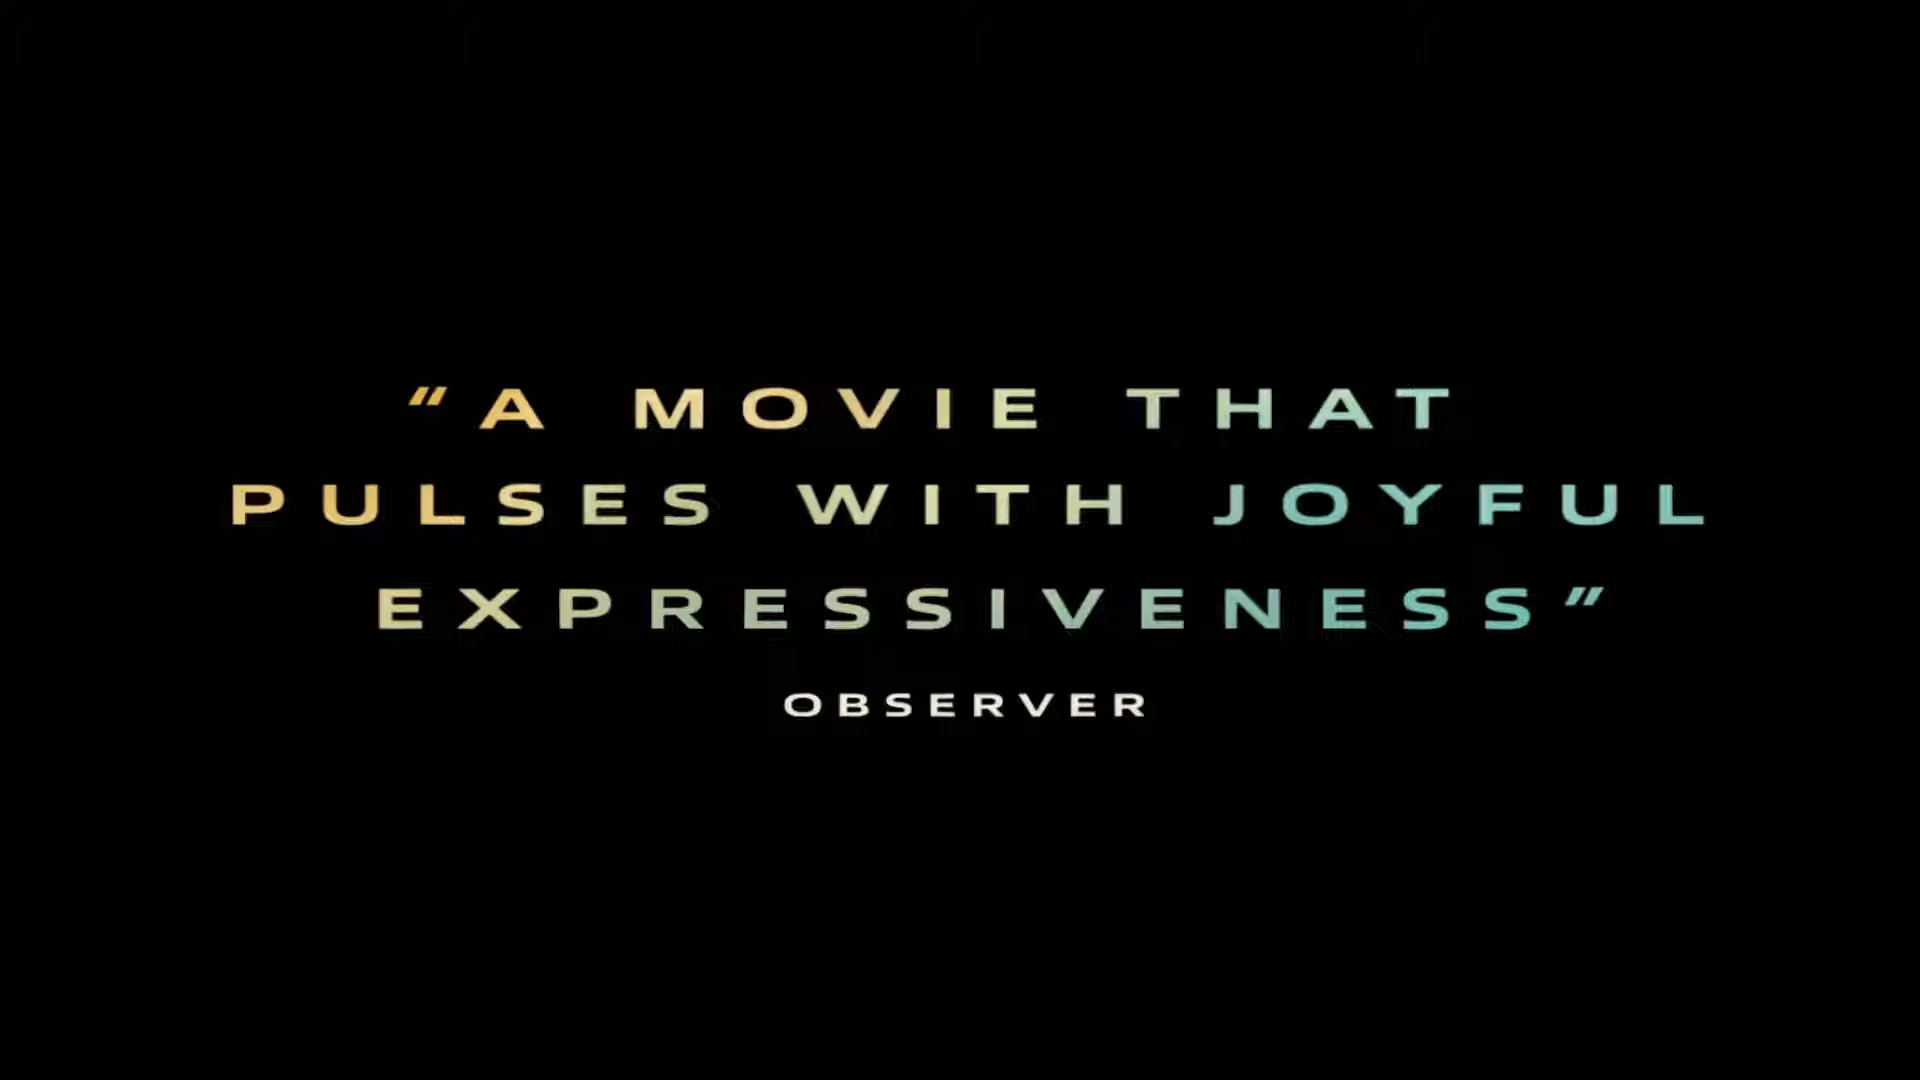 “A MOVIE THAT
PULSES WITH JOYFUL
EXPRESSIVENESS”
OBSERVER